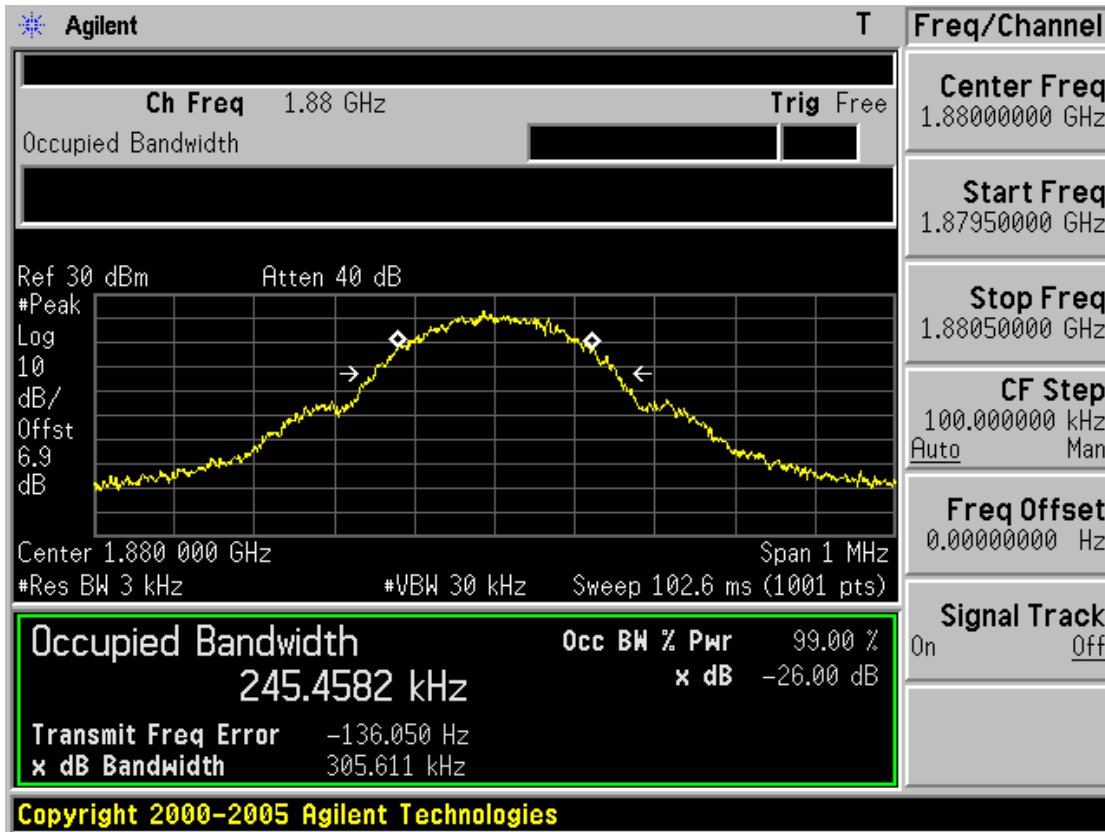 Agilent T
Freq/Channel
Ch Freq 1.88 GHz Trig Free
Occupied Bandwidth
Center Freq
1.88000000 GHz
Start Freq
1.87950000 GHz
Stop Freq
1.88050000 GHz
CF Step
100.000000 kHz
Auto Man
Freq Offset
0.00000000 Hz
Signal Track
On Off
Ref 30 dBm Atten 40 dB
#Peak
Log
10
dB/
Offst
6.9
dB
Center 1.880 000 GHz Span 1 MHz
#Res BW 3 kHz #VBW 30 kHz Sweep 102.6 ms (1001 pts)
Occupied Bandwidth
245.4582 kHz
Occ BW % Pwr 99.00 %
x dB -26.00 dB
Transmit Freq Error -136.050 Hz
x dB Bandwidth 305.611 kHz
Copyright 2000-2005 Agilent Technologies